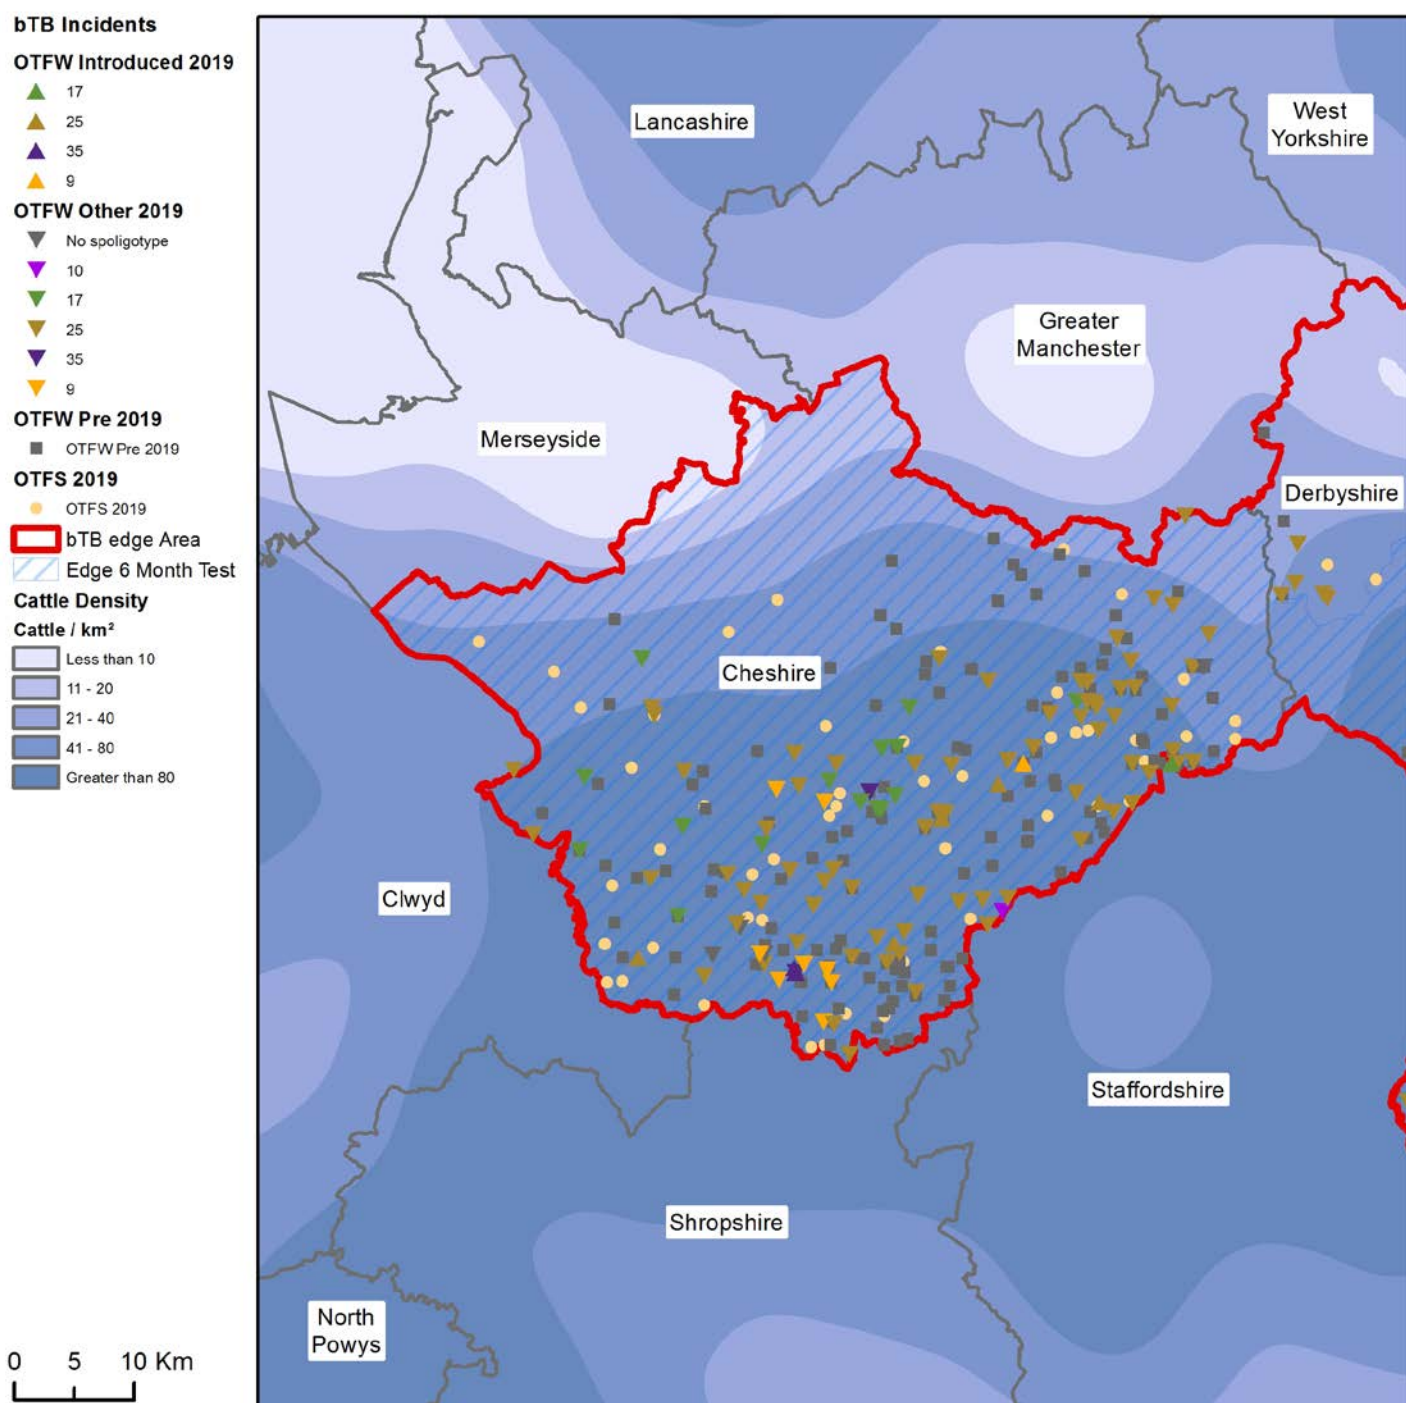 bTB Incidents
OTFW Introduced 2019
17
25
35
9
OTFW Other 2019
No spoligotype
10
17
25
35
9
OTFW Pre 2019
OTFW Pre 2019
OTFS 2019
OTFS 2019
bTB edge Area
Edge 6 Month Test
Cattle Density
Cattle / km²
Less than 10
11 - 20
21 - 40
41 - 80
Greater than 80
0 5 10 Km
Lancashire
West
Yorkshire
Greater
Manchester
Merseyside
Derbyshire
Cheshire
Clwyd
Staffordshire
Shropshire
North
Powys